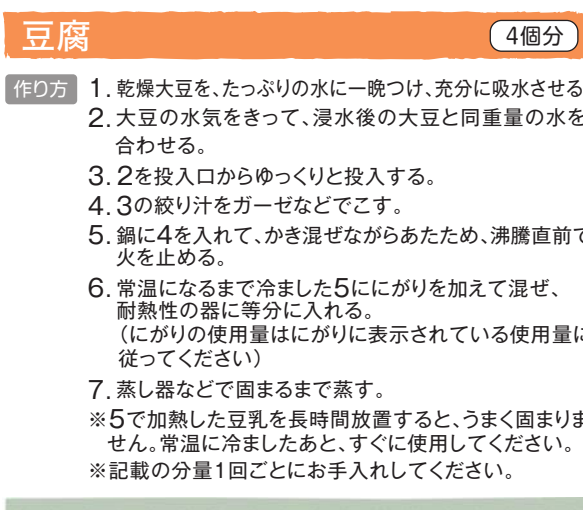 豆腐
4個分
作り方
1. 乾燥大豆を、たっぷりの水に一晩つけ、充分に吸水させる
2. 大豆の水気をきって、浸水後の大豆と同重量の水を
合わせる。
3. 2を投入口からゆっくりと投入する。
4. 3の絞り汁をガーゼなどでこす。
5. 鍋に4を入れて、かき混ぜながらあたため、沸騰直前で
火を止める。
6. 常温になるまで冷ました5ににがりを加えて混ぜ、
耐熱性の器に等分に入れる。
(にがりの使用量はにがりに表示されている使用量に
従ってください)
7. 蒸し器などで固まるまで蒸す。
※5で加熱した豆乳を長時間放置すると、うまく固まりま
せん。常温に冷ましたあと、すぐに使用してください。
※記載の分量1回ごとにお手入れしてください。